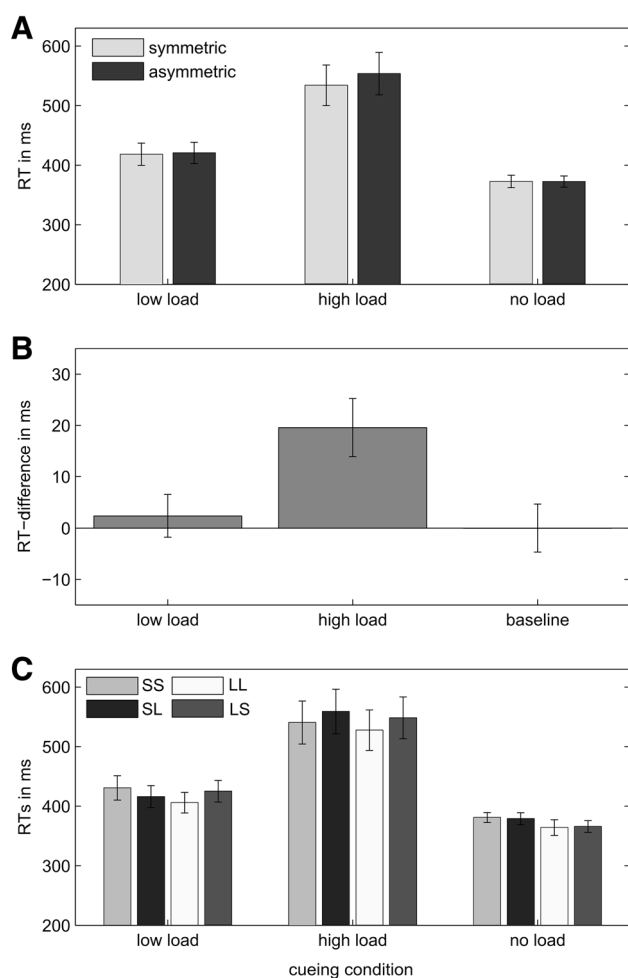 A
symmetric
asymmetric
RT in ms
600
500
400
300
200
low load high load no load
B
RT-difference in ms
30
20
10
0
−10
low load high load baseline
C
SS LL
SL LS
RTs in ms
600
500
400
300
200
low load high load no load
cueing condition